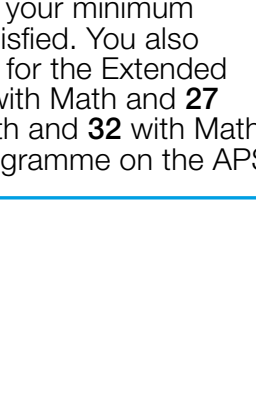 your minimum
isfied. You also
for the Extended
with Math and 27
th and 32 with Math
gramme on the APS